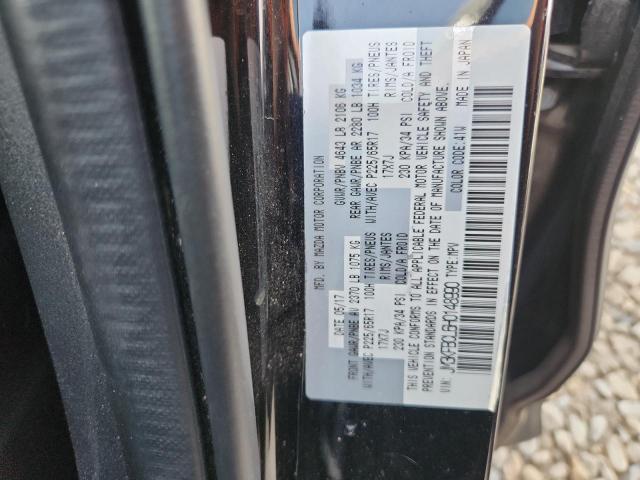 MFD. BY MAZDA MOTOR CORPORATION
DATE: 05/17 GVWR/PNBV 4643 LB 2106 KG
FRONT GAWR/PNBE AV 2370 LB 1075 KG REAR GAWR/PNBE AR 2280 LB 1034 KG
WITH/AVEC P225/65R17 100H TIRES/PNEUS WITH/AVEC P225/65R17 100H TIRES/PNEUS
17X7J RIMS/JANTES 17X7J RIMS/JANTES
230 KPA/34 PSI COLD/A FROID 230 KPA/34 PSI COLD/A FROID
THIS VEHICLE CONFORMS TO ALL APPLICABLE FEDERAL MOTOR VEHICLE SAFETY AND THEFT
PREVENTION STANDARDS IN EFFECT ON THE DATE OF MANUFACTURE SHOWN ABOVE.
VIN: TYPE: MPV COLOR CODE: 41W
MADE IN JAPAN